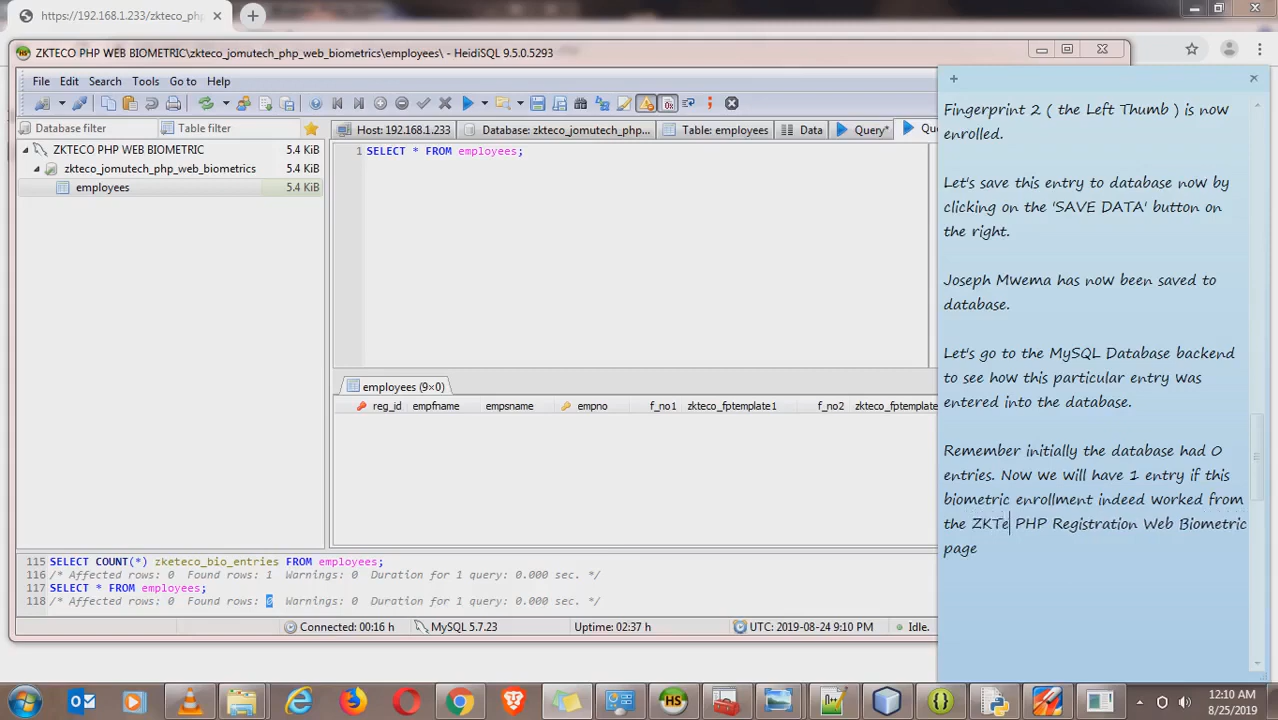 https://192.168.1.233/zkteco_ph
ZKTECO PHP WEB BIOMETRIC\zkteco_jomutech_php_web_biometrics\employees\ - HeidiSQL 9.5.0.5293
File Edit Search Tools Go to Help
Database filter Table filter
Host: 192.168.1.233 Database: zkteco_jomutech_php... Table: employees Data Query* Que
ZKTECO PHP WEB BIOMETRIC 5.4 KiB
zkteco_jomutech_php_web_biometrics 5.4 KiB
employees 5.4 KiB
1 SELECT * FROM employees;
employees (9×0)
reg_id empfname empsname empno f_no1 zkteco_fptemplate1 f_no2 zkteco_fptemplate
115 SELECT COUNT(*) zketeco_bio_entries FROM employees;
116 /* Affected rows: 0 Found rows: 1 Warnings: 0 Duration for 1 query: 0.000 sec. */
117 SELECT * FROM employees;
118 /* Affected rows: 0 Found rows: 0 Warnings: 0 Duration for 1 query: 0.000 sec. */
Connected: 00:16 h MySQL 5.7.23 Uptime: 02:37 h UTC: 2019-08-24 9:10 PM Idle.
Fingerprint 2 ( the Left Thumb ) is now
enrolled.
Let's save this entry to database now by
clicking on the 'SAVE DATA' button on
the right.
Joseph Mwema has now been saved to
database.
Let's go to the MySQL Database backend
to see how this particular entry was
entered into the database.
Remember initially the database had 0
entries. Now we will have 1 entry if this
biometric enrollment indeed worked from
the ZKTe PHP Registration Web Biometric
page
12:10 AM
8/25/2019